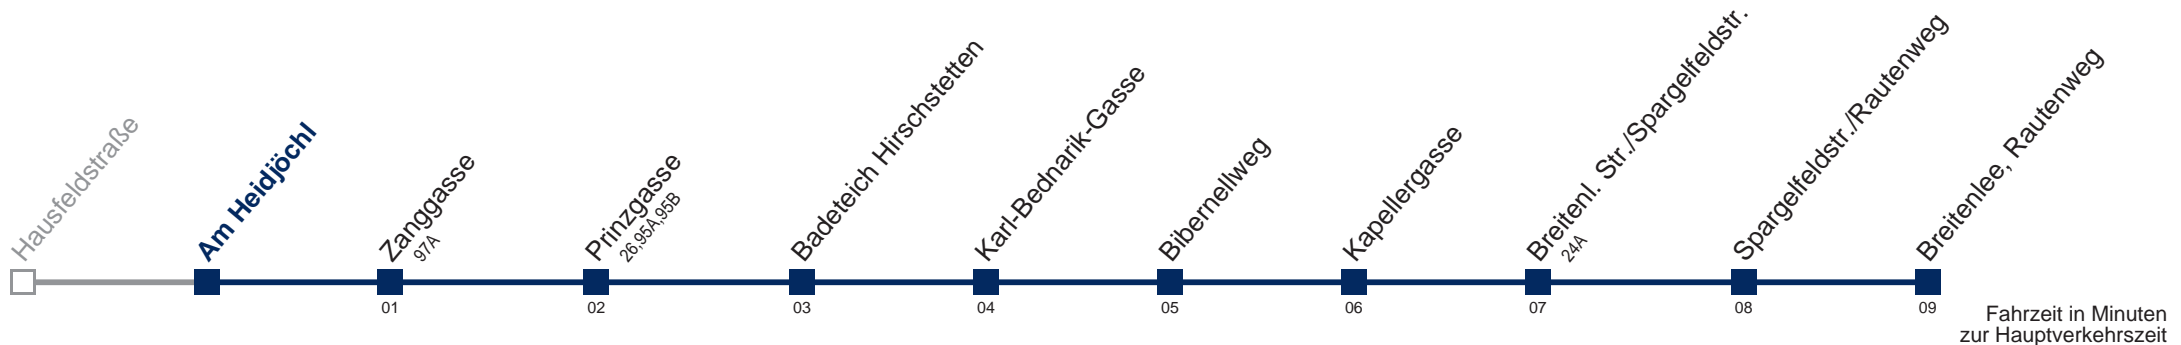 Hausfeldstraße
Am Heidjöchl
Zanggasse
97A
Prinzgasse
26,95A,95B
Badeteich Hirschstetten
Karl-Bednarik-Gasse
Bibernellweg
Kapellergasse
Breitenl. Str./Spargelfeldstr.
24A
Spargelfeldstr./Rautenweg
Breitenlee, Rautenweg
01
02
03
04
05
06
07
08
09
Fahrzeit in Minuten
zur Hauptverkehrszeit